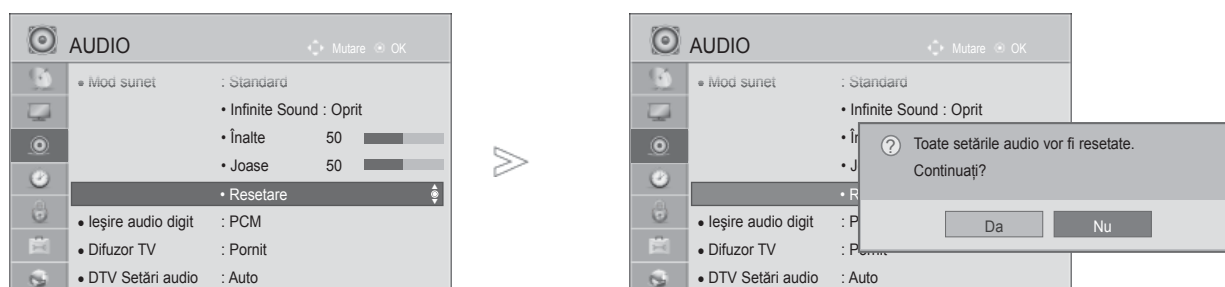 AUDIO
Mutare OK
• Mod sunet : Standard
• Infinite Sound : Oprit
• Înalte 50
• Joase 50
• Resetare
• Ieşire audio digit : PCM
• Difuzor TV : Pornit
• DTV Setări audio : Auto
AUDIO
Mutare OK
• Mod sunet : Standard
• Infinite Sound : Oprit
Toate setările audio vor fi resetate.
Continuaţi?
Da Nu
• Ieşire audio digit
• Difuzor TV
• DTV Setări audio : Auto